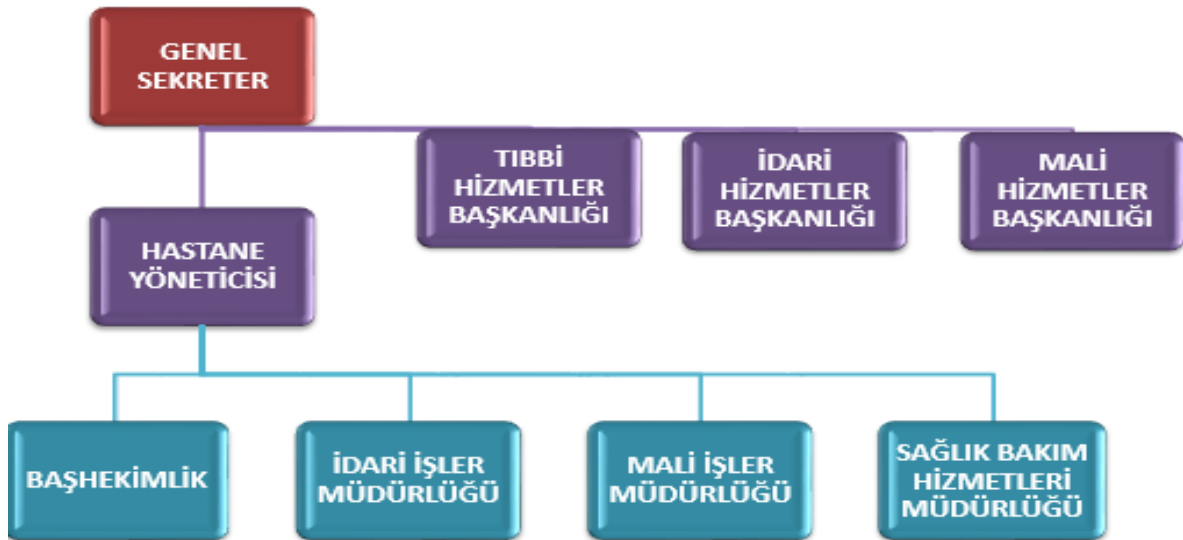 GENEL
SEKRETER
TIBBİ
HİZMETLER
BAŞKANLIĞI
İDARİ
HİZMETLER
BAŞKANLIĞI
MALİ
HİZMETLER
BAŞKANLIĞI
HASTANE
YÖNETİCİSİ
BAŞHEKİMLİK
İDARİ İŞLER
MÜDÜRLÜĞÜ
MALİ İŞLER
MÜDÜRLÜĞÜ
SAĞLIK BAKIM
HİZMETLERİ
MÜDÜRLÜĞÜ